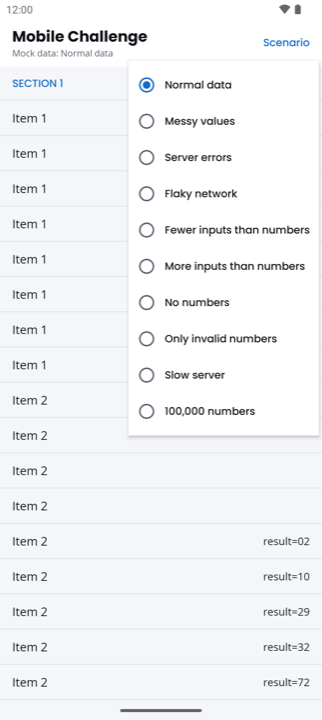 12:00
Mobile Challenge
Mock data: Normal data
Scenario
SECTION 1
Normal data
Messy values
Server errors
Flaky network
Fewer inputs than numbers
More inputs than numbers
No numbers
Only invalid numbers
Slow server
100,000 numbers
Item 1
Item 1
Item 1
Item 1
Item 1
Item 1
Item 1
Item 1
Item 2
Item 2
Item 2
Item 2
Item 2 result=02
Item 2 result=10
Item 2 result=29
Item 2 result=32
Item 2 result=72